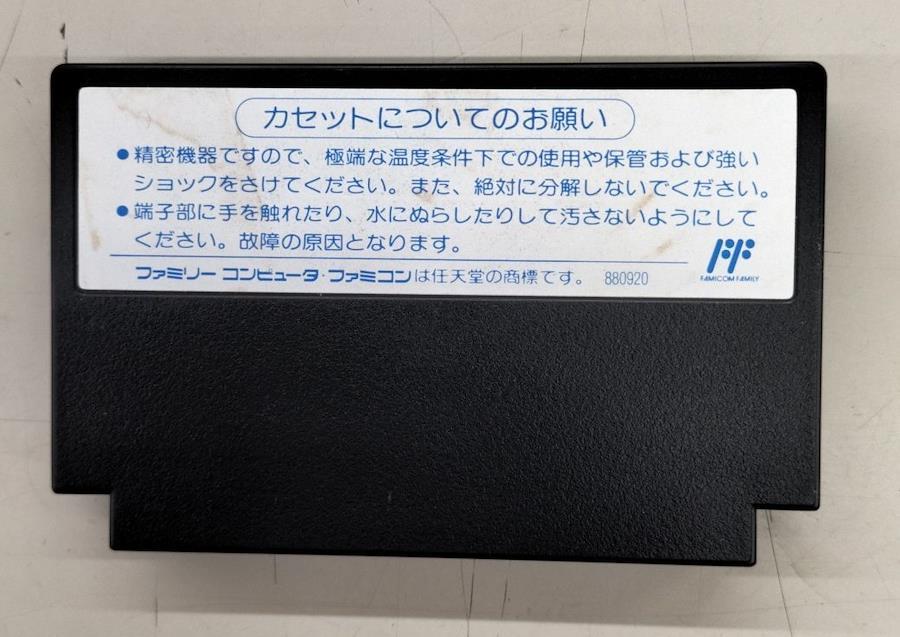 カセットについてのお願い
●精密機器ですので、極端な温度条件下での使用や保管および強い
ショックをさけてください。また、絶対に分解しないでください。
●端子部に手を触れたり、水にぬらしたりして汚さないようにして
ください。故障の原因となります。
ファミリー コンピュータ・ファミコンは任天堂の商標です。 880920
FF
FAMICOM FAMILY